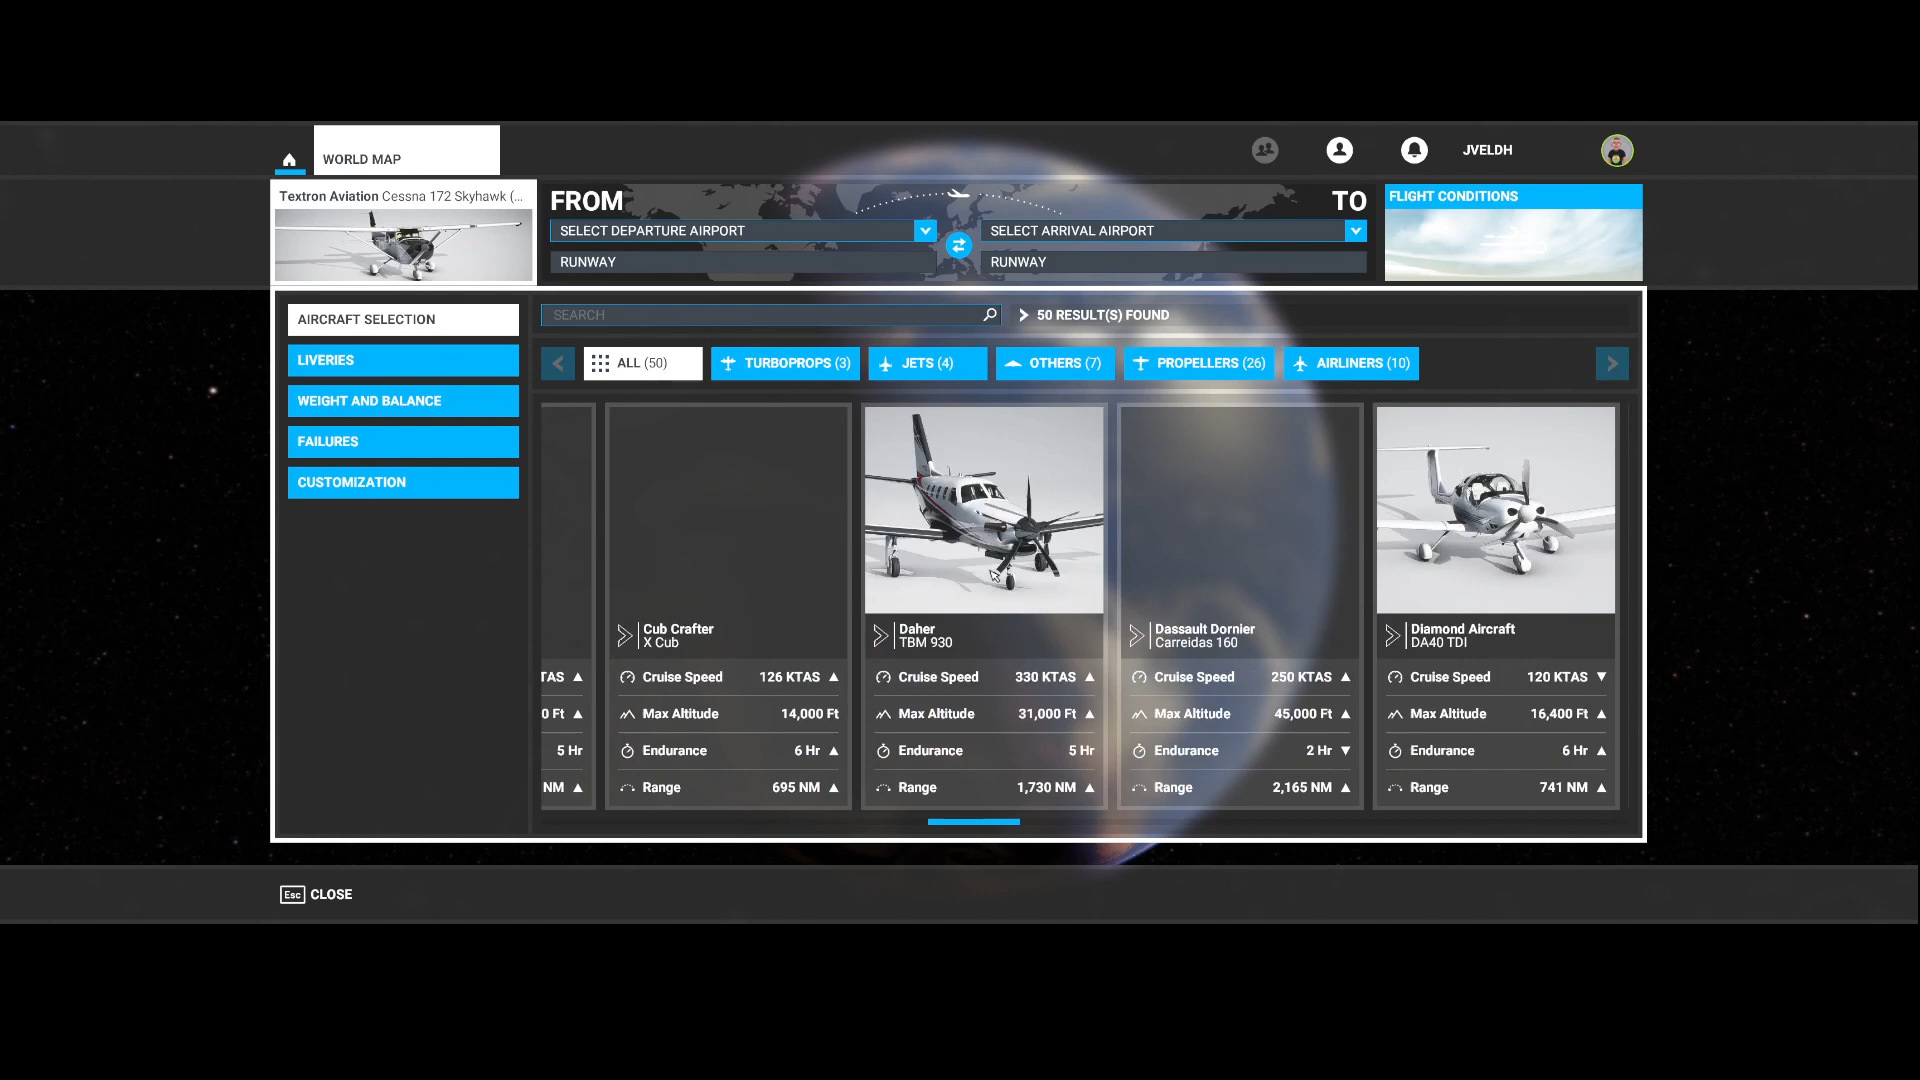 WORLD MAP
JVELDH
Textron Aviation Cessna 172 Skyhawk (...
FROM
TO
SELECT DEPARTURE AIRPORT
SELECT ARRIVAL AIRPORT
RUNWAY
RUNWAY
FLIGHT CONDITIONS
AIRCRAFT SELECTION
LIVERIES
WEIGHT AND BALANCE
FAILURES
CUSTOMIZATION
SEARCH
50 RESULT(S) FOUND
ALL (50)
TURBOPROPS (3)
JETS (4)
OTHERS (7)
PROPELLERS (26)
AIRLINERS (10)
TAS
0 Ft
5 Hr
NM
Cub Crafter
X Cub
Cruise Speed 126 KTAS
Max Altitude 14,000 Ft
Endurance 6 Hr
Range 695 NM
Daher
TBM 930
Cruise Speed 330 KTAS
Max Altitude 31,000 Ft
Endurance 5 Hr
Range 1,730 NM
Dassault Dornier
Carreidas 160
Cruise Speed 250 KTAS
Max Altitude 45,000 Ft
Endurance 2 Hr
Range 2,165 NM
Diamond Aircraft
DA40 TDI
Cruise Speed 120 KTAS
Max Altitude 16,400 Ft
Endurance 6 Hr
Range 741 NM
Esc CLOSE